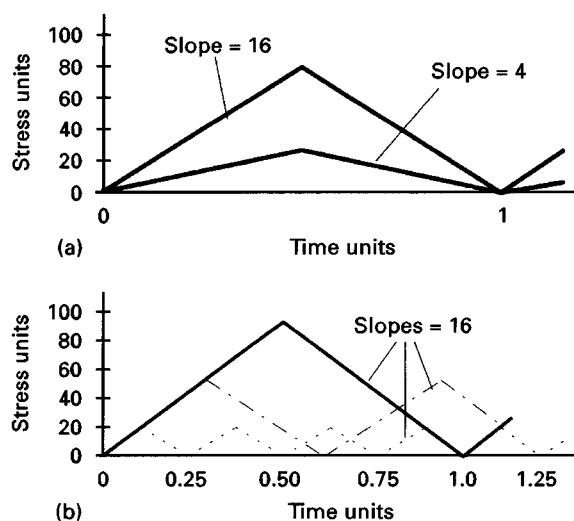 Slope = 16
Slope = 4
Stress units
100
80
60
40
20
0
0
1
(a)
Time units
Slopes = 16
Stress units
100
80
60
40
20
0
0
0.25
0.50
0.75
1.0
1.25
(b)
Time units